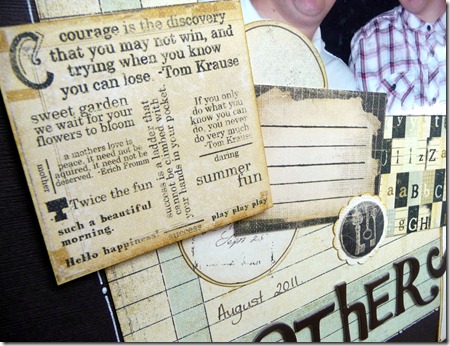 courage is the discovery
that you may not win, and
trying when you know
you can lose. -Tom Krause
sweet garden
we wait for your
flowers to bloom
mother
a mothers love is
peace. it need not be
aquired, it need not be
deserved. -Erich Fromm
Twice the fun
such a beautiful
morning.
Hello happiness!
success is a ladder that
cannot be climbed with
your hands in your pocket.
If you only
do what you
know you can
do, you never
do very much
-Tom Krause
daring
summer
fun
success
play play play
August 2011
others